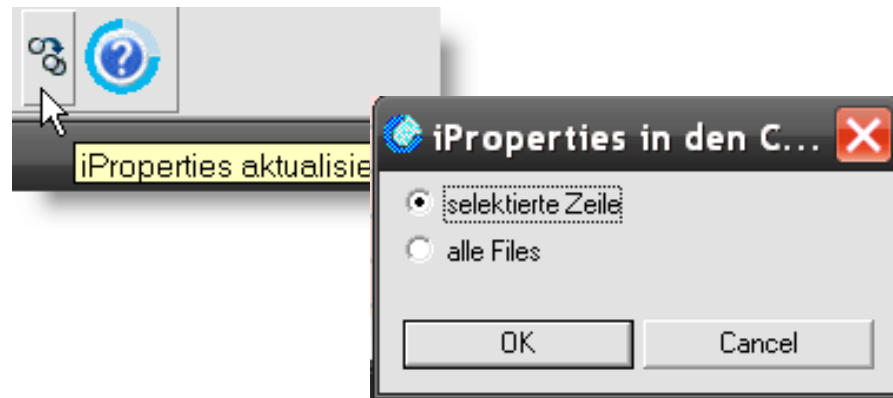 iProperties aktualisie
iProperties in den C...
selektierte Zeile
alle Files
OK
Cancel